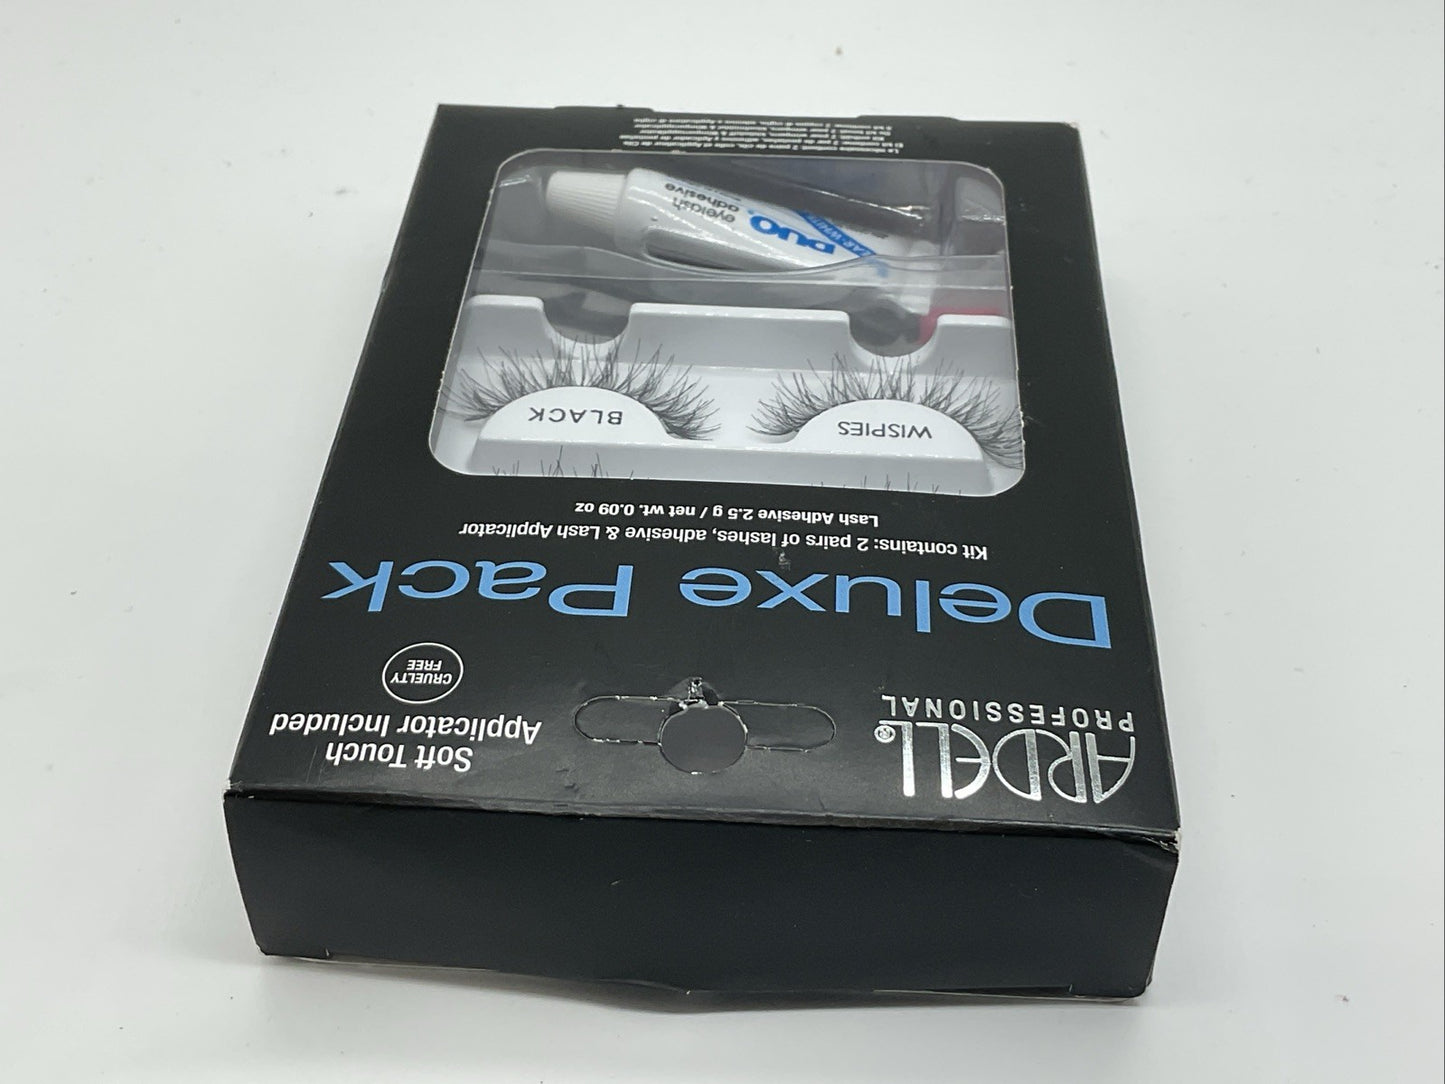 ARDELL®
PROFESSIONAL
Soft Touch
Applicator Included
CRUELTY
FREE
Deluxe Pack
Kit contains: 2 pairs of lashes, adhesive & Lash Applicator
Lash Adhesive 2.5 g / net wt. 0.09 oz
WISPIES
BLACK
DUO
eyelash
adhesive